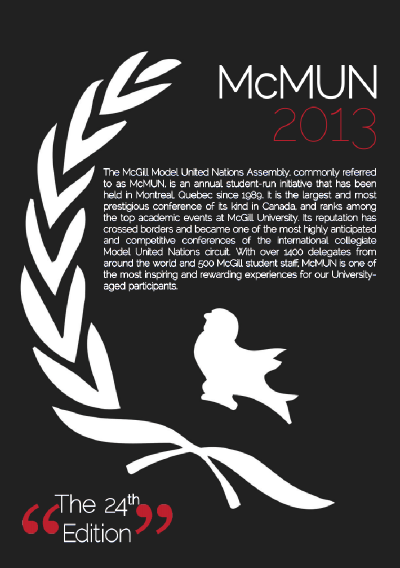 McMUN
2013
The McGill Model United Nations Assembly, commonly referred
to as McMUN, is an annual student-run initiative that has been
held in Montreal, Quebec since 1989. It is the largest and most
prestigious conference of its kind in Canada, and ranks among
the top academic events at McGill University. Its reputation has
crossed borders and became one of the most highly anticipated
and competitive conferences of the international collegiate
Model United Nations circuit. With over 1400 delegates from
around the world and 500 McGill student staff, McMUN is one of
the most inspiring and rewarding experiences for our University-
aged participants.
“The 24th
Edition”